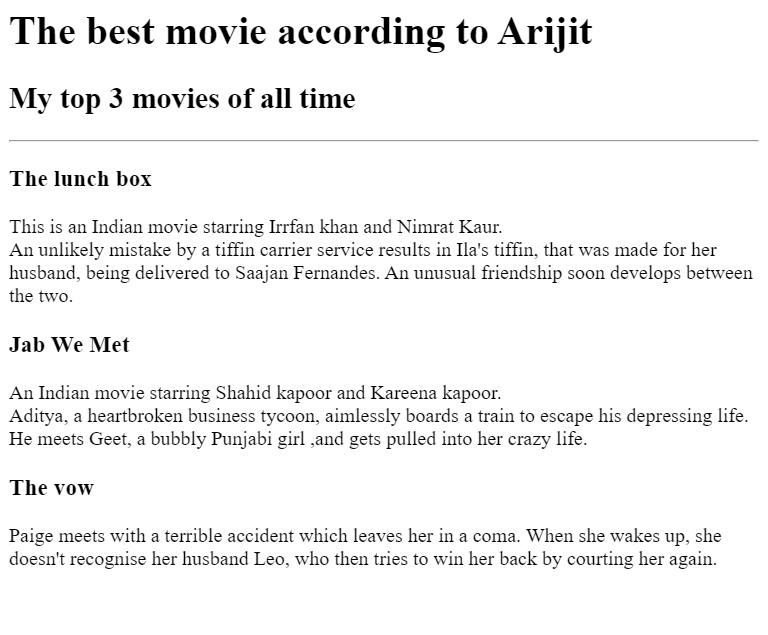 The best movie according to Arijit
My top 3 movies of all time
The lunch box
This is an Indian movie starring Irrfan khan and Nimrat Kaur.
An unlikely mistake by a tiffin carrier service results in Ila's tiffin, that was made for her
husband, being delivered to Saajan Fernandes. An unusual friendship soon develops between
the two.
Jab We Met
An Indian movie starring Shahid kapoor and Kareena kapoor.
Aditya, a heartbroken business tycoon, aimlessly boards a train to escape his depressing life.
He meets Geet, a bubbly Punjabi girl ,and gets pulled into her crazy life.
The vow
Paige meets with a terrible accident which leaves her in a coma. When she wakes up, she
doesn't recognise her husband Leo, who then tries to win her back by courting her again.